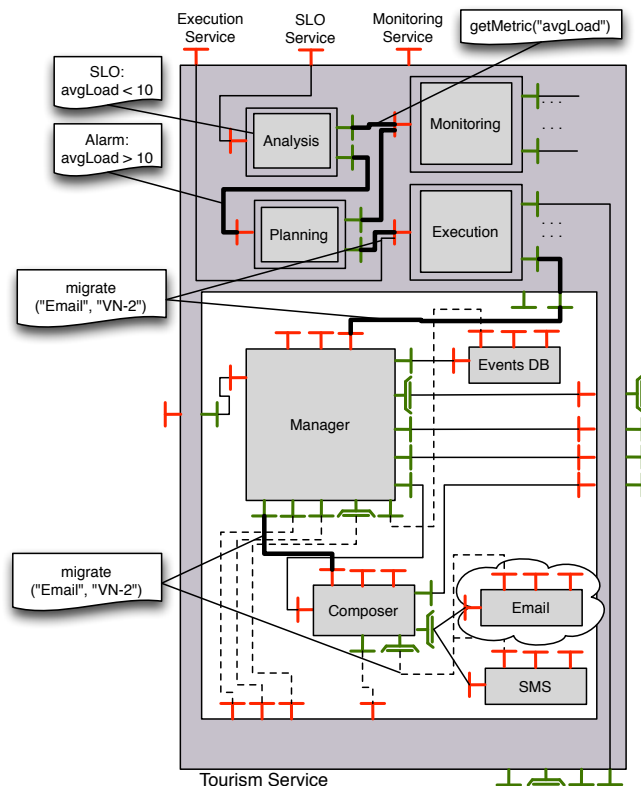 Execution
Service
SLO
Service
Monitoring
Service
getMetric("avgLoad")
SLO:
avgLoad < 10
Alarm:
avgLoad > 10
Analysis
Monitoring
. . .
. . .
Planning
Execution
. . .
. . .
migrate
("Email", "VN-2")
Events DB
Manager
migrate
("Email", "VN-2")
Composer
Email
SMS
Tourism Service